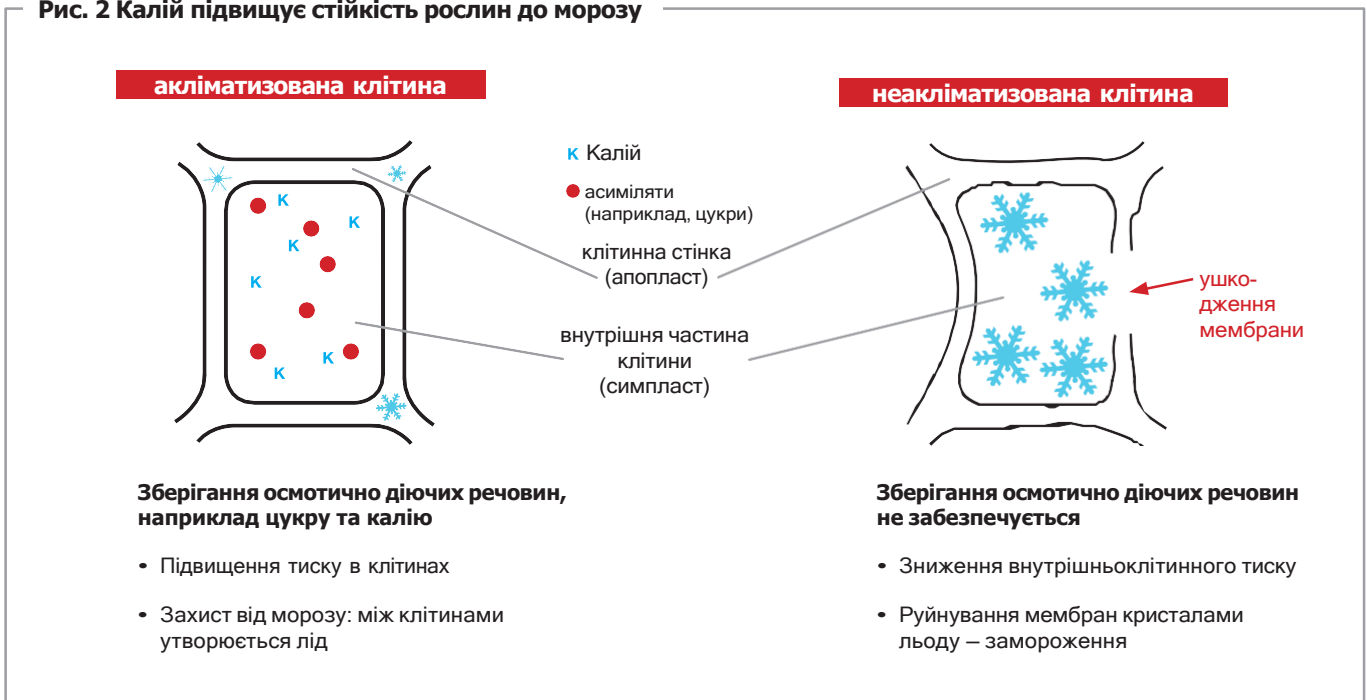 Рис. 2 Калій підвищує стійкість рослин до морозу
акліматизована клітина
неакліматизована клітина
K Калій
асиміляти
(наприклад, цукри)
клітинна стінка
(апопласт)
внутрішня частина
клітини
(симпласт)
K
K
K
K
K
K
ушко-
дження
мембрани
Зберігання осмотично діючих речовин,
наприклад цукру та калію
• Підвищення тиску в клітинах
• Захист від морозу: між клітинами
утворюється лід
Зберігання осмотично діючих речовин
не забезпечується
• Зниження внутрішньоклітинного тиску
• Руйнування мембран кристалами
льоду – замороження